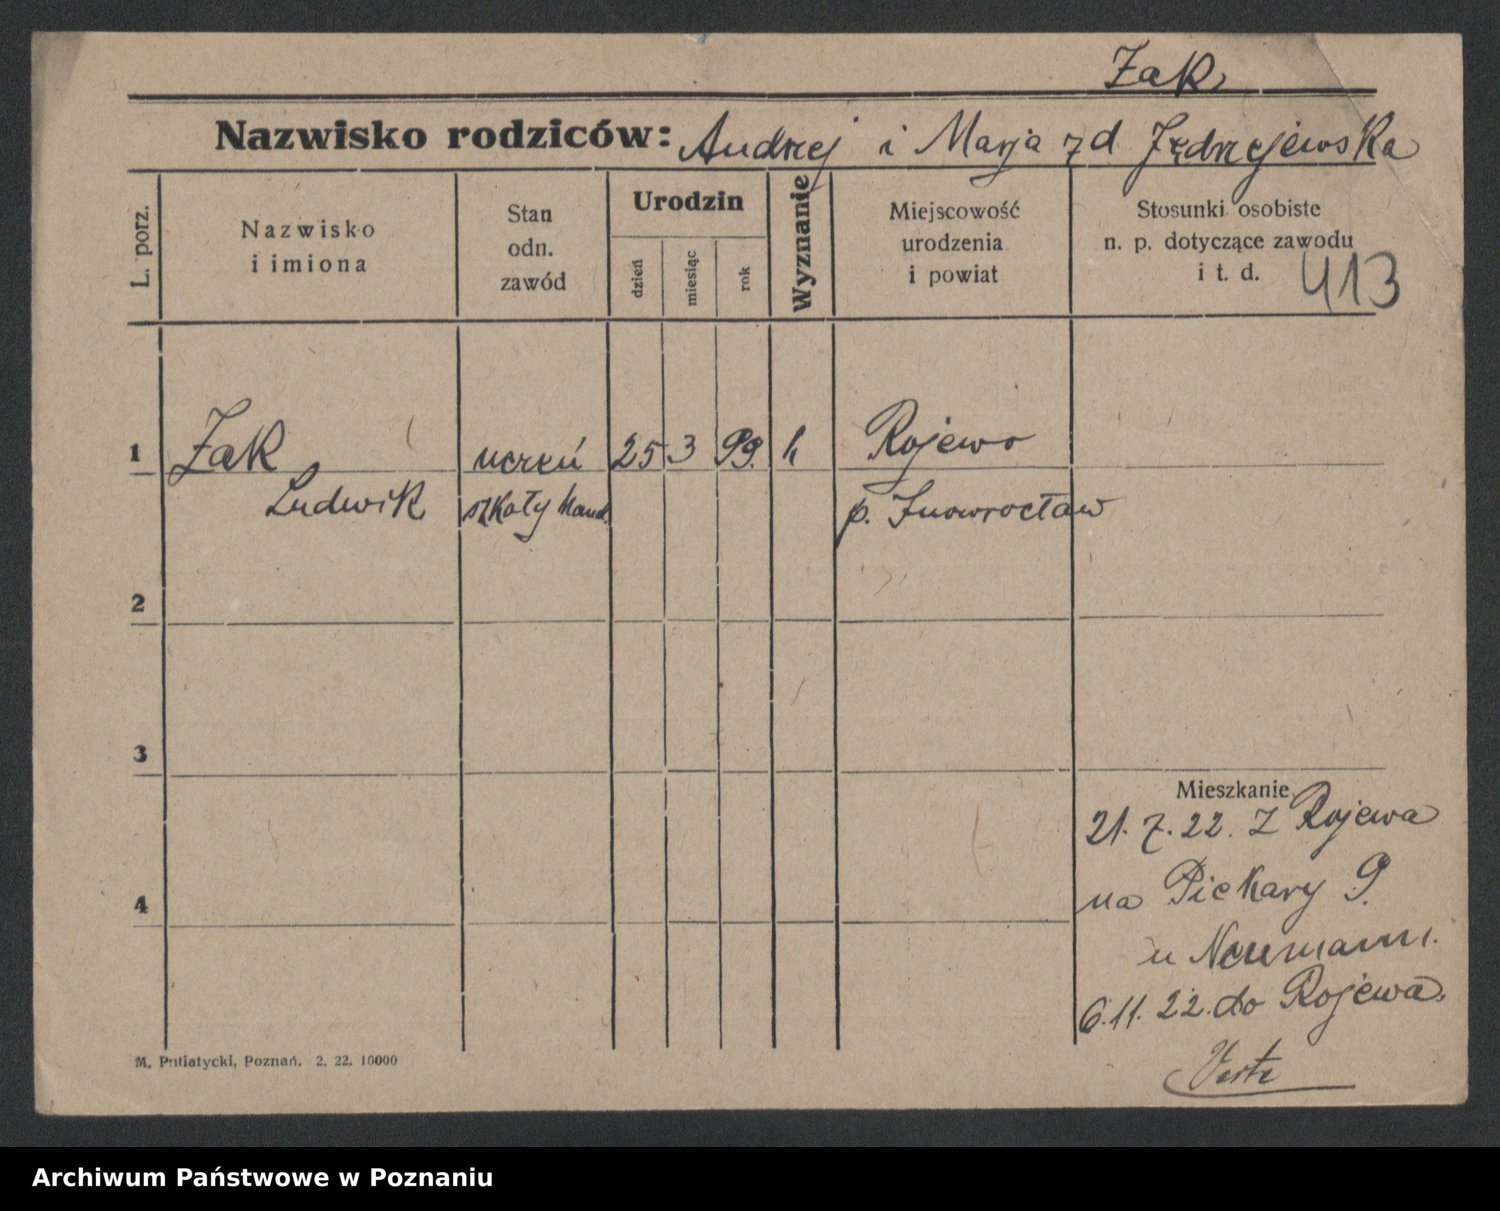 Żak
Nazwisko rodziców: Andrzej i Marja zd Jędrzejewska
L. porz.
Nazwisko
i imiona
Stan
odn.
zawód
Urodzin
dzień
miesiąc
rok
Wyznanie
Miejscowość
urodzenia
i powiat
Stosunki osobiste
n. p. dotyczące zawodu
i t. d.
413
1 Żak uczeń 25 3 99. k Rojewo
Ludwik szkoły hand. p. Inowrocław
2
3
4
Mieszkanie
21. 7. 22. z Rojewa
na Piekary 9.
u Neumann.
6. 11. 22. do Rojewa.
Verte
M. Putiatycki, Poznań. 2. 22. 10000
Archiwum Państwowe w Poznaniu